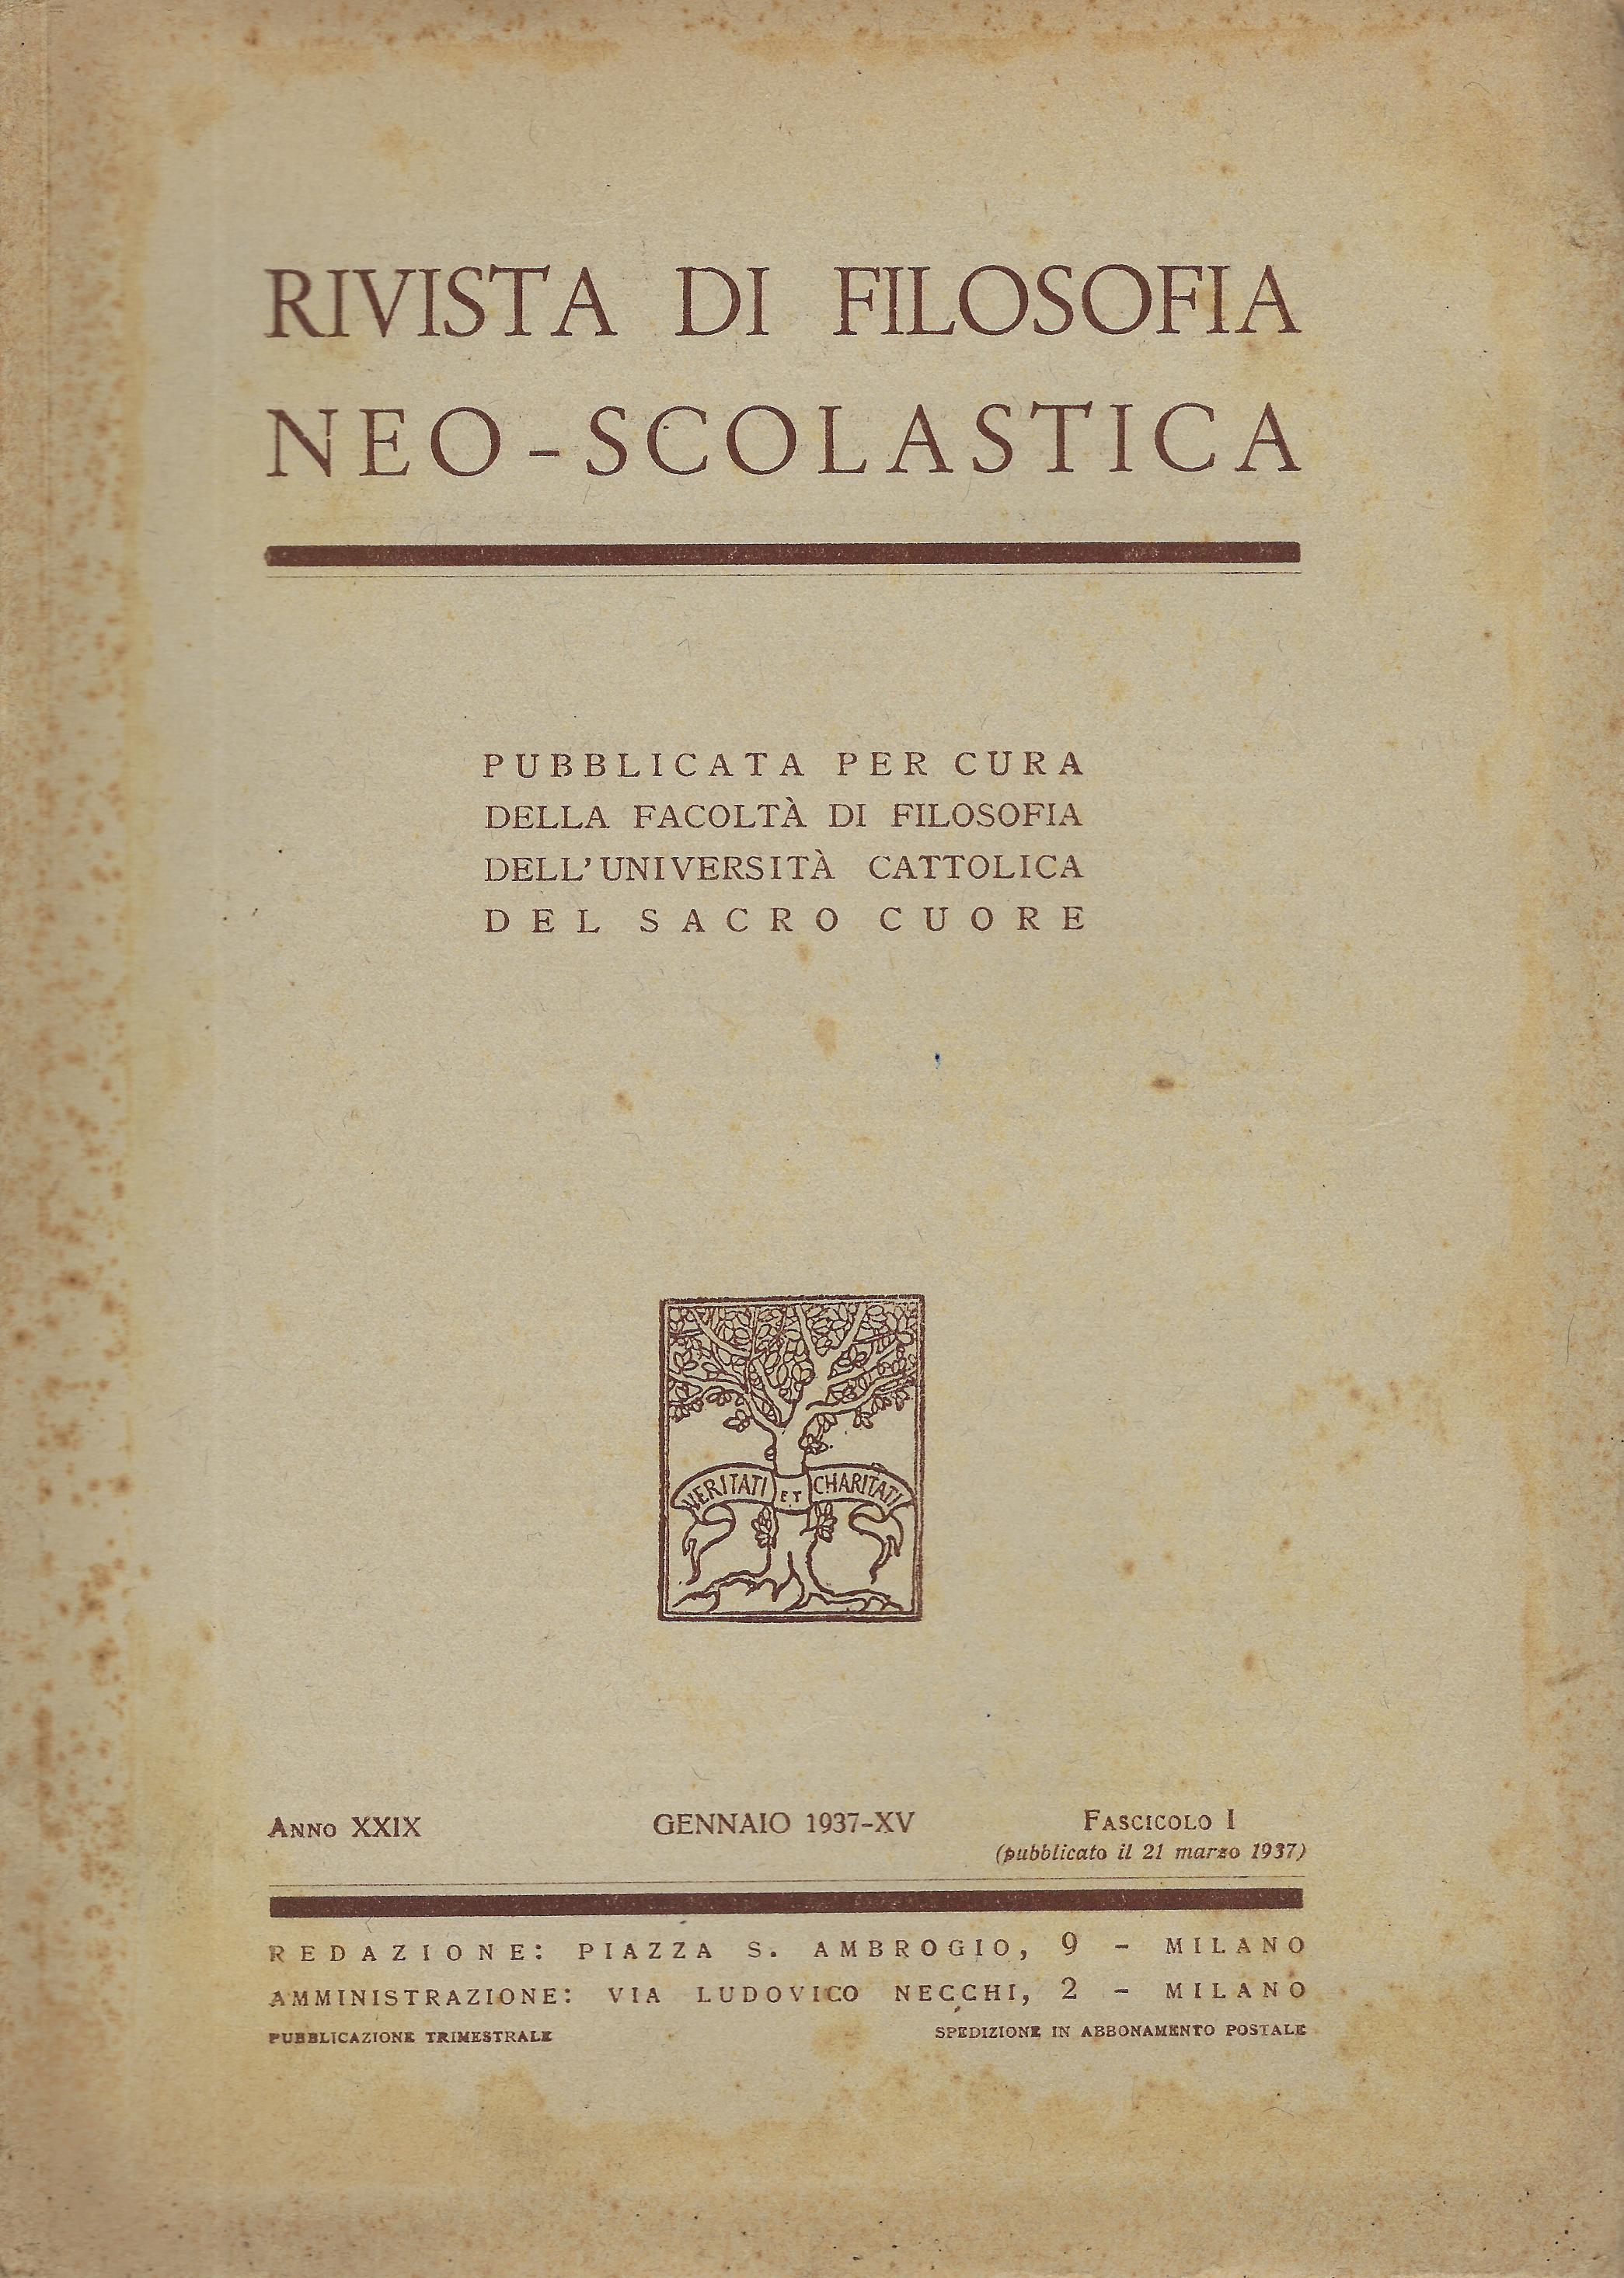 RIVISTA DI FILOSOFIA
NEO-SCOLASTICA
PUBBLICATA PER CURA
DELLA FACOLTÀ DI FILOSOFIA
DELL'UNIVERSITÀ CATTOLICA
DEL SACRO CUORE
VERITATI ET CHARITATI
ANNO XXIX
GENNAIO 1937-XV
FASCICOLO I
(pubblicato il 21 marzo 1937)
REDAZIONE: PIAZZA S. AMBROGIO, 9 - MILANO
AMMINISTRAZIONE: VIA LUDOVICO NECCHI, 2 - MILANO
PUBBLICAZIONE TRIMESTRALE
SPEDIZIONE IN ABBONAMENTO POSTALE